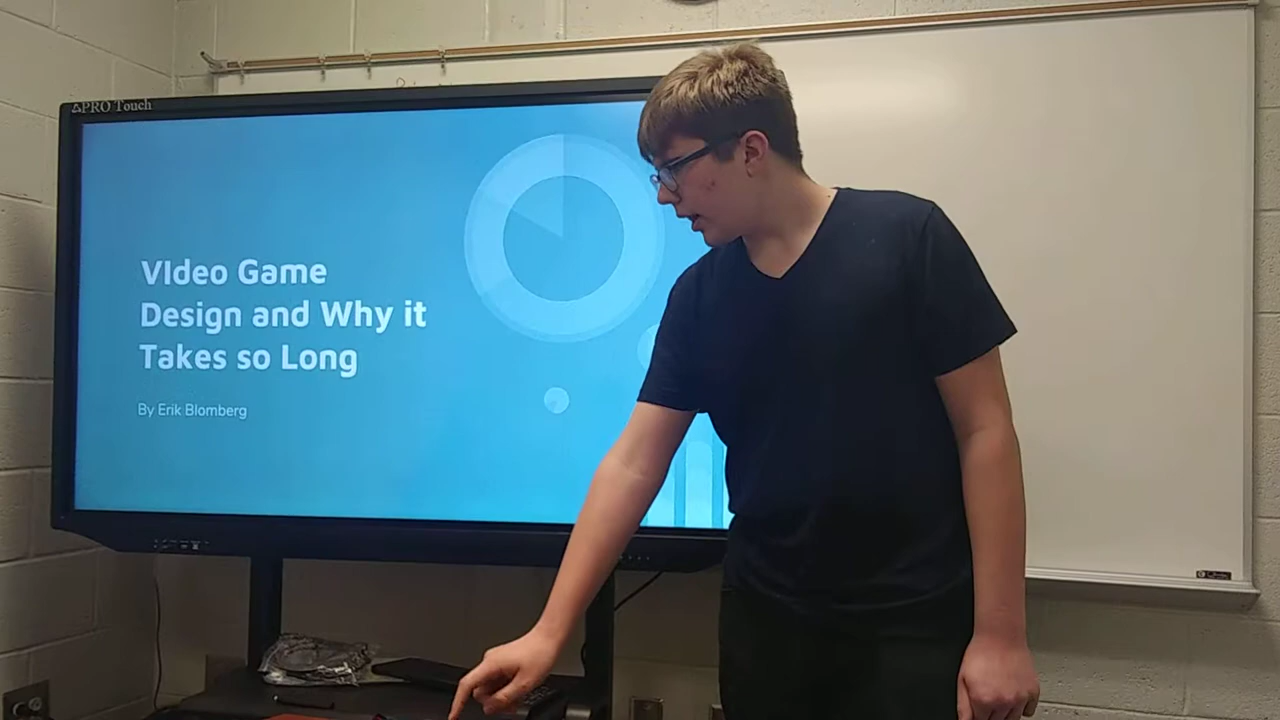 PRO Touch
VIdeo Game
Design and Why it
Takes so Long
By Erik Blomberg